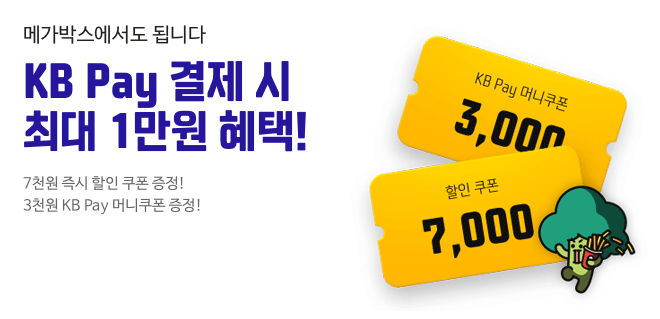 메가박스에서도 됩니다
KB Pay 결제 시
최대 1만원 혜택!
7천원 즉시 할인 쿠폰 증정!
3천원 KB Pay 머니쿠폰 증정!
KB Pay 머니쿠폰
3,000
할인 쿠폰
7,000